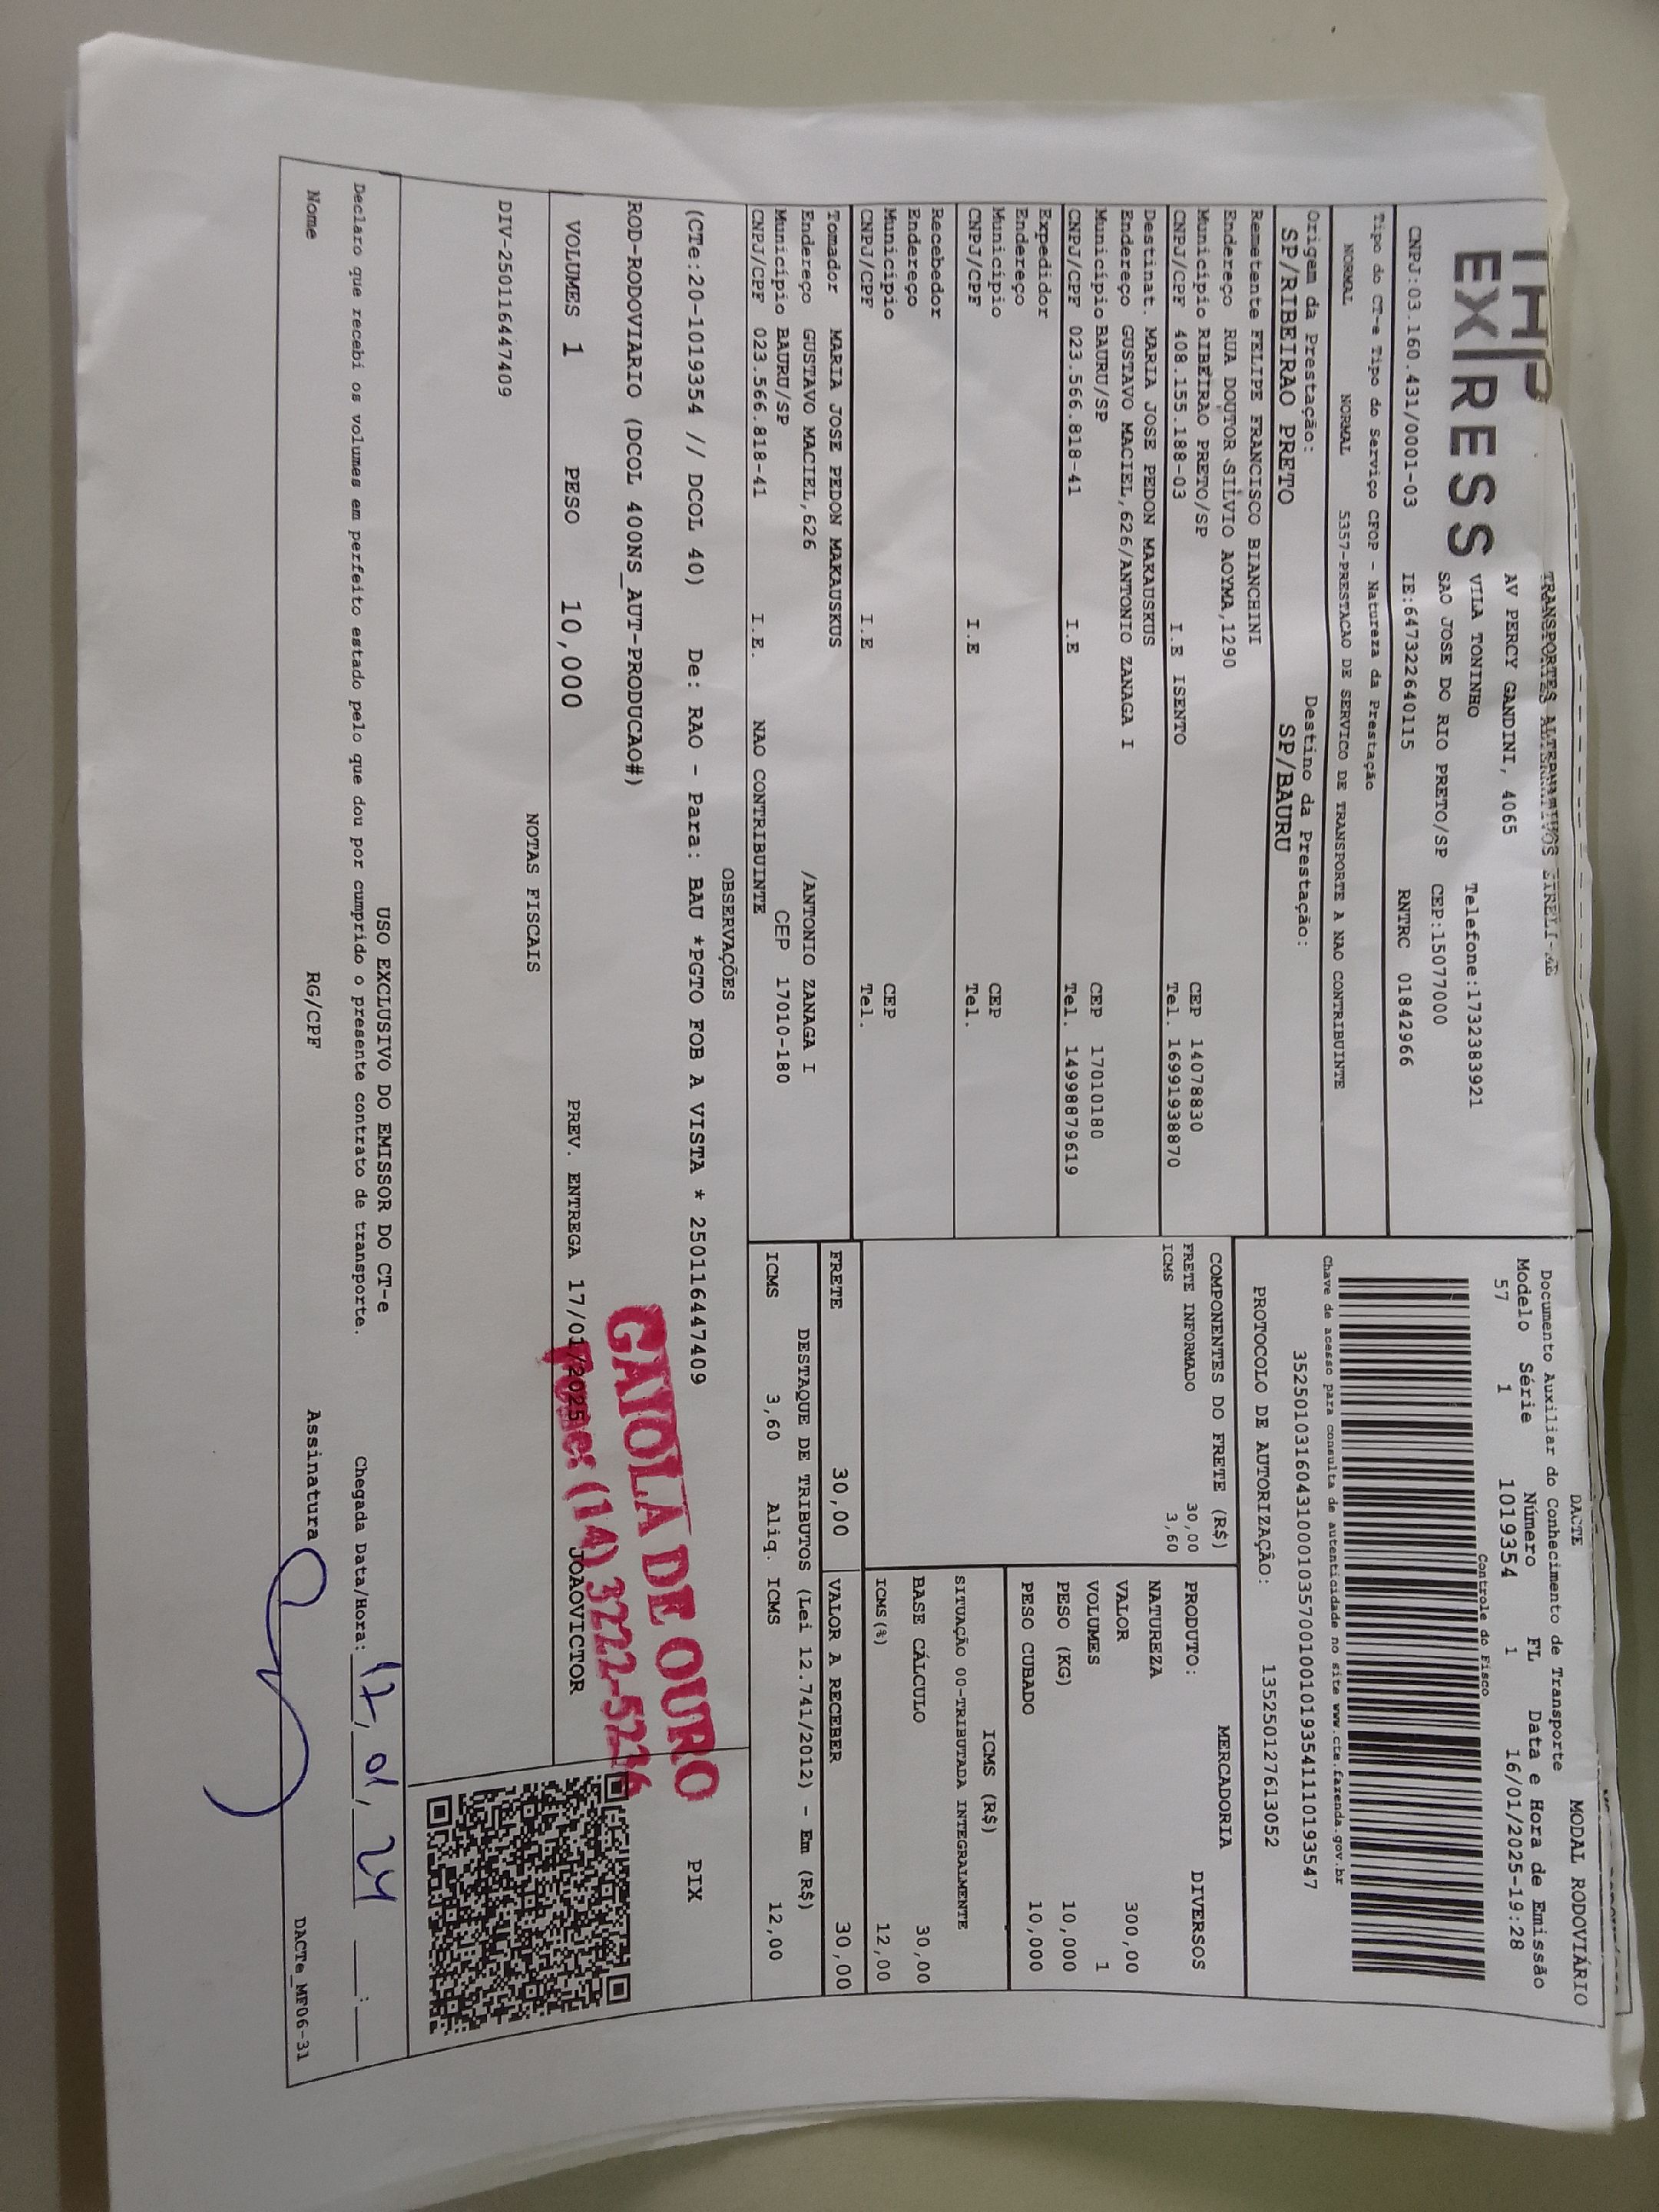 THP
EX|RESS
TRANSPORTES ALTERNATIVOS EIRELI-ME
AV PERCY GANDINI, 4065
VILA TONINHO Telefone:1732383921
SAO JOSE DO RIO PRETO/SP CEP:15077000
CNPJ:03.160.431/0001-03 IE:647322640115 RNTRC 01842966
Tipo do CT-e Tipo do Serviço CFOP - Natureza da Prestação
NORMAL NORMAL 5357-PRESTACAO DE SERVICO DE TRANSPORTE A NAO CONTRIBUINTE
Origem da Prestação: Destino da Prestação:
SP/RIBEIRAO PRETO SP/BAURU
Remetente FELIPE FRANCISCO BIANCHINI
Endereço RUA DOUTOR SILVIO AOYMA,1290
Município RIBEIRAO PRETO/SP CEP 14078830
CNPJ/CPF 408.155.188-03 I.E ISENTO Tel. 16991938870
Destinat. MARIA JOSE PEDON MAKAUSKUS
Endereço GUSTAVO MACIEL,626/ANTONIO ZANAGA I
Município BAURU/SP CEP 17010180
CNPJ/CPF 023.566.818-41 I.E Tel. 14998879619
Expedidor
Endereço
Município CEP
CNPJ/CPF I.E Tel.
Recebedor
Endereço
Município CEP
CNPJ/CPF I.E Tel.
Tomador MARIA JOSE PEDON MAKAUSKUS
Endereço GUSTAVO MACIEL,626 /ANTONIO ZANAGA I
Município BAURU/SP CEP 17010-180
CNPJ/CPF 023.566.818-41 I.E. NAO CONTRIBUINTE
DACTE MODAL RODOVIÁRIO
Documento Auxiliar do Conhecimento de Transporte
Modelo Série Número FL Data e Hora de Emissão
57 1 1019354 1 16/01/2025-19:28
Controle do Fisco
Chave de acesso para consulta de autenticidade no site www.cte.fazenda.gov.br
35250103160431000103570010010193541110193547
PROTOCOLO DE AUTORIZAÇÃO: 135250127613052
COMPONENTES DO FRETE (R$)
FRETE INFORMADO 30,00
ICMS 3,60
MERCADORIA
PRODUTO: DIVERSOS
NATUREZA
VALOR 300,00
VOLUMES 1
PESO (KG) 10,000
PESO CUBADO 10,000
ICMS (R$)
SITUAÇÃO 00-TRIBUTADA INTEGRALMENTE
BASE CÁLCULO 30,00
ICMS(%) 12,00
FRETE 30,00 VALOR A RECEBER 30,00
DESTAQUE DE TRIBUTOS (Lei 12.741/2012) - Em (R$)
ICMS 3,60 Aliq. ICMS 12,00
OBSERVAÇÕES
(CTe:20-1019354 // DCOL 40) De: RAO - Para: BAU *PGTO FOB A VISTA * 250116447409
ROD-RODOVIARIO (DCOL 400NS_AUT-PRODUCAO#)
PIX
GAIOLA DE OURO
Fone: (14) 3222-5236
VOLUMES 1 PESO 10,000 PREV. ENTREGA 17/01/2025 JOAOVICTOR
NOTAS FISCAIS
DIV-250116447409
USO EXCLUSIVO DO EMISSOR DO CT-e
Declaro que recebi os volumes em perfeito estado pelo que dou por cumprido o presente contrato de transporte. Chegada Data/Hora: 17/01/24 __:__
Nome RG/CPF Assinatura
DACTe_MF06-31